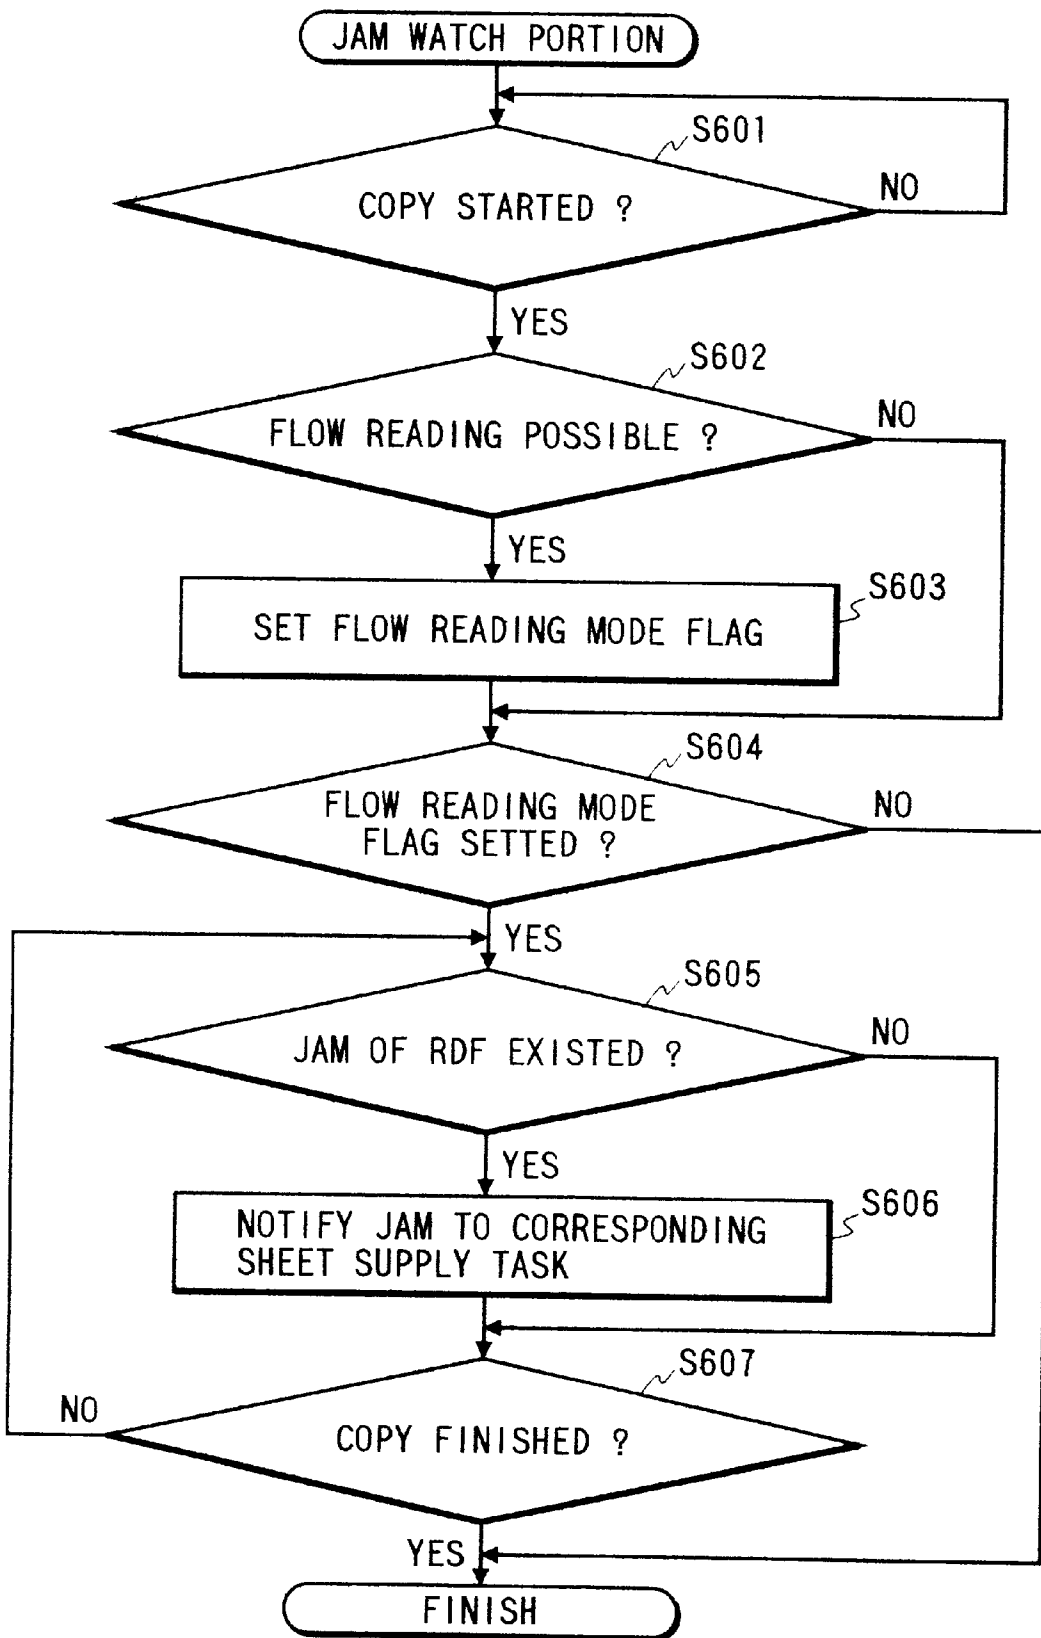 JAM WATCH PORTION
S601
COPY STARTED ?
NO
YES
S602
FLOW READING POSSIBLE ?
NO
YES
S603
SET FLOW READING MODE FLAG
S604
FLOW READING MODE
FLAG SETTED ?
NO
YES
S605
JAM OF RDF EXISTED ?
NO
YES
S606
NOTIFY JAM TO CORRESPONDING
SHEET SUPPLY TASK
S607
COPY FINISHED ?
NO
YES
FINISH